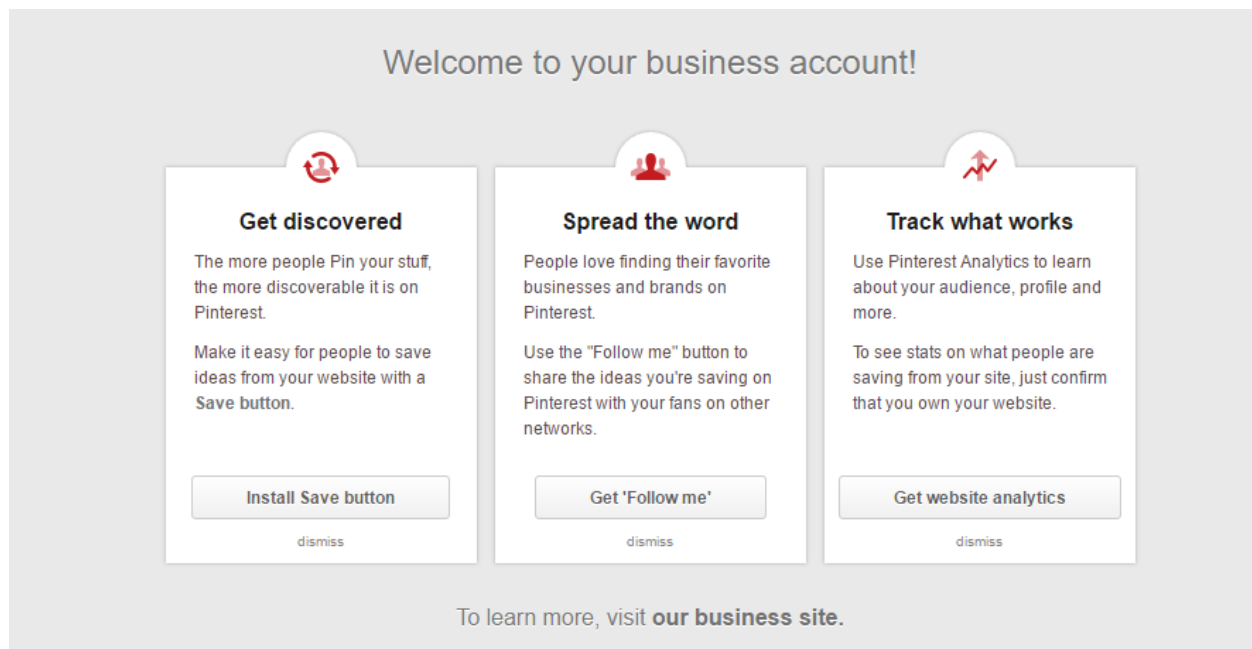 Welcome to your business account!
Get discovered
The more people Pin your stuff,
the more discoverable it is on
Pinterest.
Make it easy for people to save
ideas from your website with a
Save button.
Install Save button
dismiss
Spread the word
People love finding their favorite
businesses and brands on
Pinterest.
Use the "Follow me" button to
share the ideas you're saving on
Pinterest with your fans on other
networks.
Get 'Follow me'
dismiss
Track what works
Use Pinterest Analytics to learn
about your audience, profile and
more.
To see stats on what people are
saving from your site, just confirm
that you own your website.
Get website analytics
dismiss
To learn more, visit our business site.